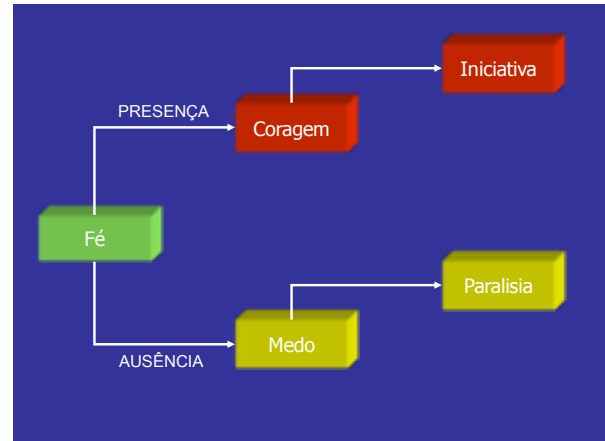 Iniciativa
PRESENÇA
Coragem
Fé
Paralisia
Medo
AUSÊNCIA